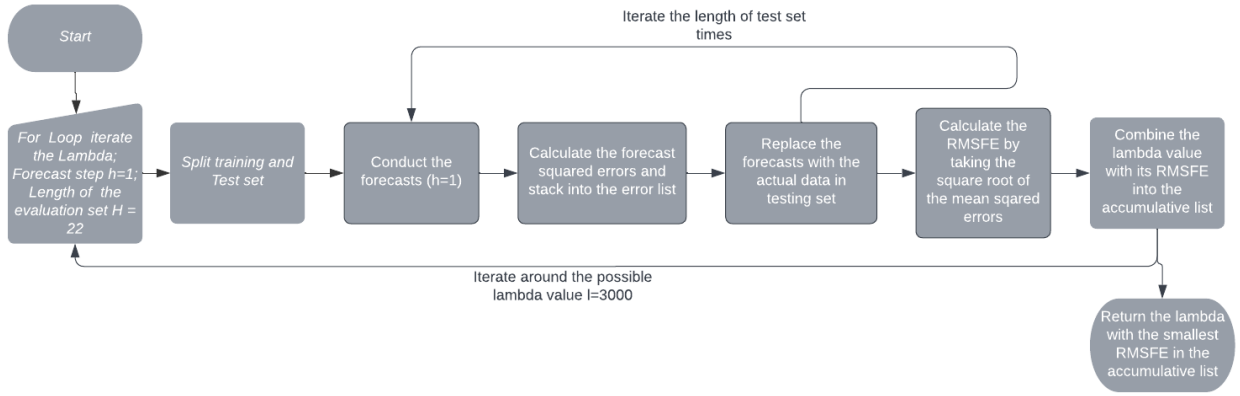 Iterate the length of test set
times
Start
For Loop iterate
the Lambda;
Forecast step h=1;
Length of the
evaluation set H =
22
Split training and
Test set
Conduct the
forecasts (h=1)
Calculate the forecast
squared errors and
stack into the error list
Replace the
forecasts with the
actual data in
testing set
Calculate the
RMSFE by
taking the
square root of
the mean sqared
errors
Combine the
lambda value
with its RMSFE
into the
accumulative list
Iterate around the possible
lambda value l=3000
Return the lambda
with the smallest
RMSFE in the
accumulative list